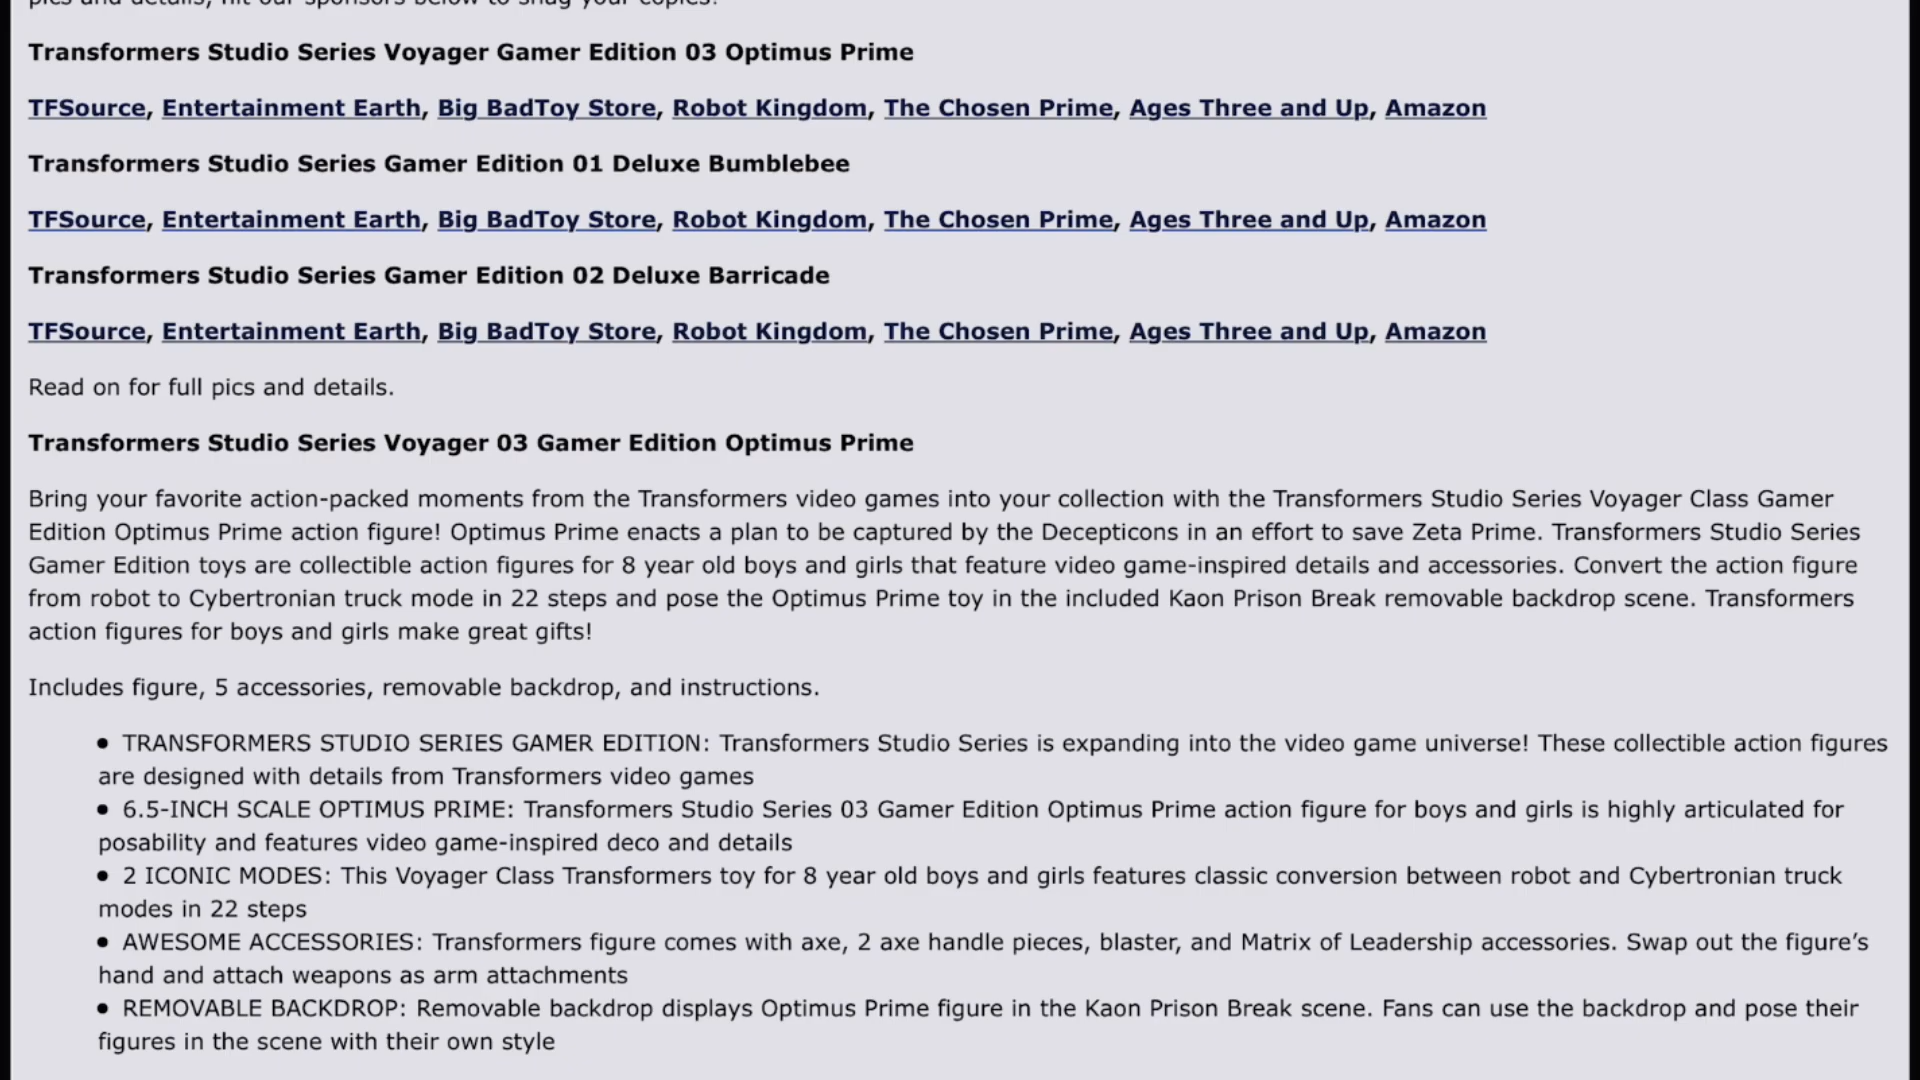 pics and details, hit our sponsors below to snag your copies!
Transformers Studio Series Voyager Gamer Edition 03 Optimus Prime
TFSource, Entertainment Earth, Big BadToy Store, Robot Kingdom, The Chosen Prime, Ages Three and Up, Amazon
Transformers Studio Series Gamer Edition 01 Deluxe Bumblebee
TFSource, Entertainment Earth, Big BadToy Store, Robot Kingdom, The Chosen Prime, Ages Three and Up, Amazon
Transformers Studio Series Gamer Edition 02 Deluxe Barricade
TFSource, Entertainment Earth, Big BadToy Store, Robot Kingdom, The Chosen Prime, Ages Three and Up, Amazon
Read on for full pics and details.
Transformers Studio Series Voyager 03 Gamer Edition Optimus Prime
Bring your favorite action-packed moments from the Transformers video games into your collection with the Transformers Studio Series Voyager Class Gamer
Edition Optimus Prime action figure! Optimus Prime enacts a plan to be captured by the Decepticons in an effort to save Zeta Prime. Transformers Studio Series
Gamer Edition toys are collectible action figures for 8 year old boys and girls that feature video game-inspired details and accessories. Convert the action figure
from robot to Cybertronian truck mode in 22 steps and pose the Optimus Prime toy in the included Kaon Prison Break removable backdrop scene. Transformers
action figures for boys and girls make great gifts!
Includes figure, 5 accessories, removable backdrop, and instructions.
• TRANSFORMERS STUDIO SERIES GAMER EDITION: Transformers Studio Series is expanding into the video game universe! These collectible action figures
are designed with details from Transformers video games
• 6.5-INCH SCALE OPTIMUS PRIME: Transformers Studio Series 03 Gamer Edition Optimus Prime action figure for boys and girls is highly articulated for
posability and features video game-inspired deco and details
• 2 ICONIC MODES: This Voyager Class Transformers toy for 8 year old boys and girls features classic conversion between robot and Cybertronian truck
modes in 22 steps
• AWESOME ACCESSORIES: Transformers figure comes with axe, 2 axe handle pieces, blaster, and Matrix of Leadership accessories. Swap out the figure’s
hand and attach weapons as arm attachments
• REMOVABLE BACKDROP: Removable backdrop displays Optimus Prime figure in the Kaon Prison Break scene. Fans can use the backdrop and pose their
figures in the scene with their own style